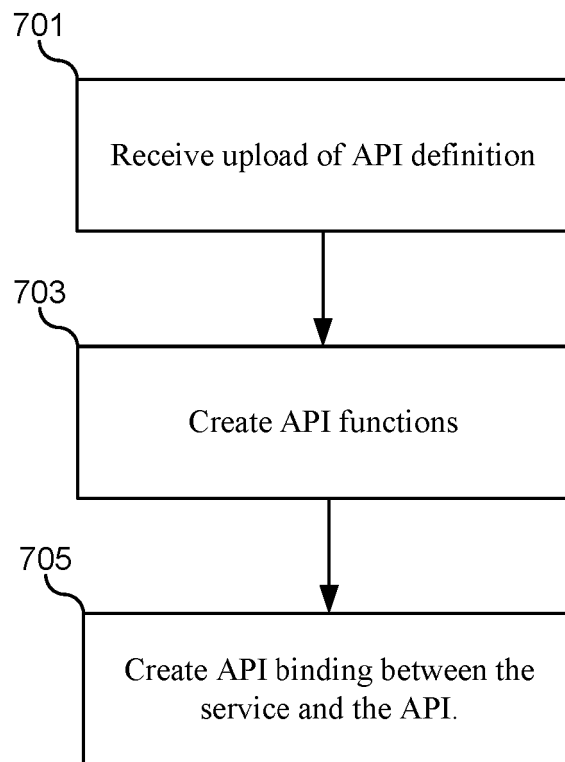 701
Receive upload of API definition
703
Create API functions
705
Create API binding between the
service and the API.